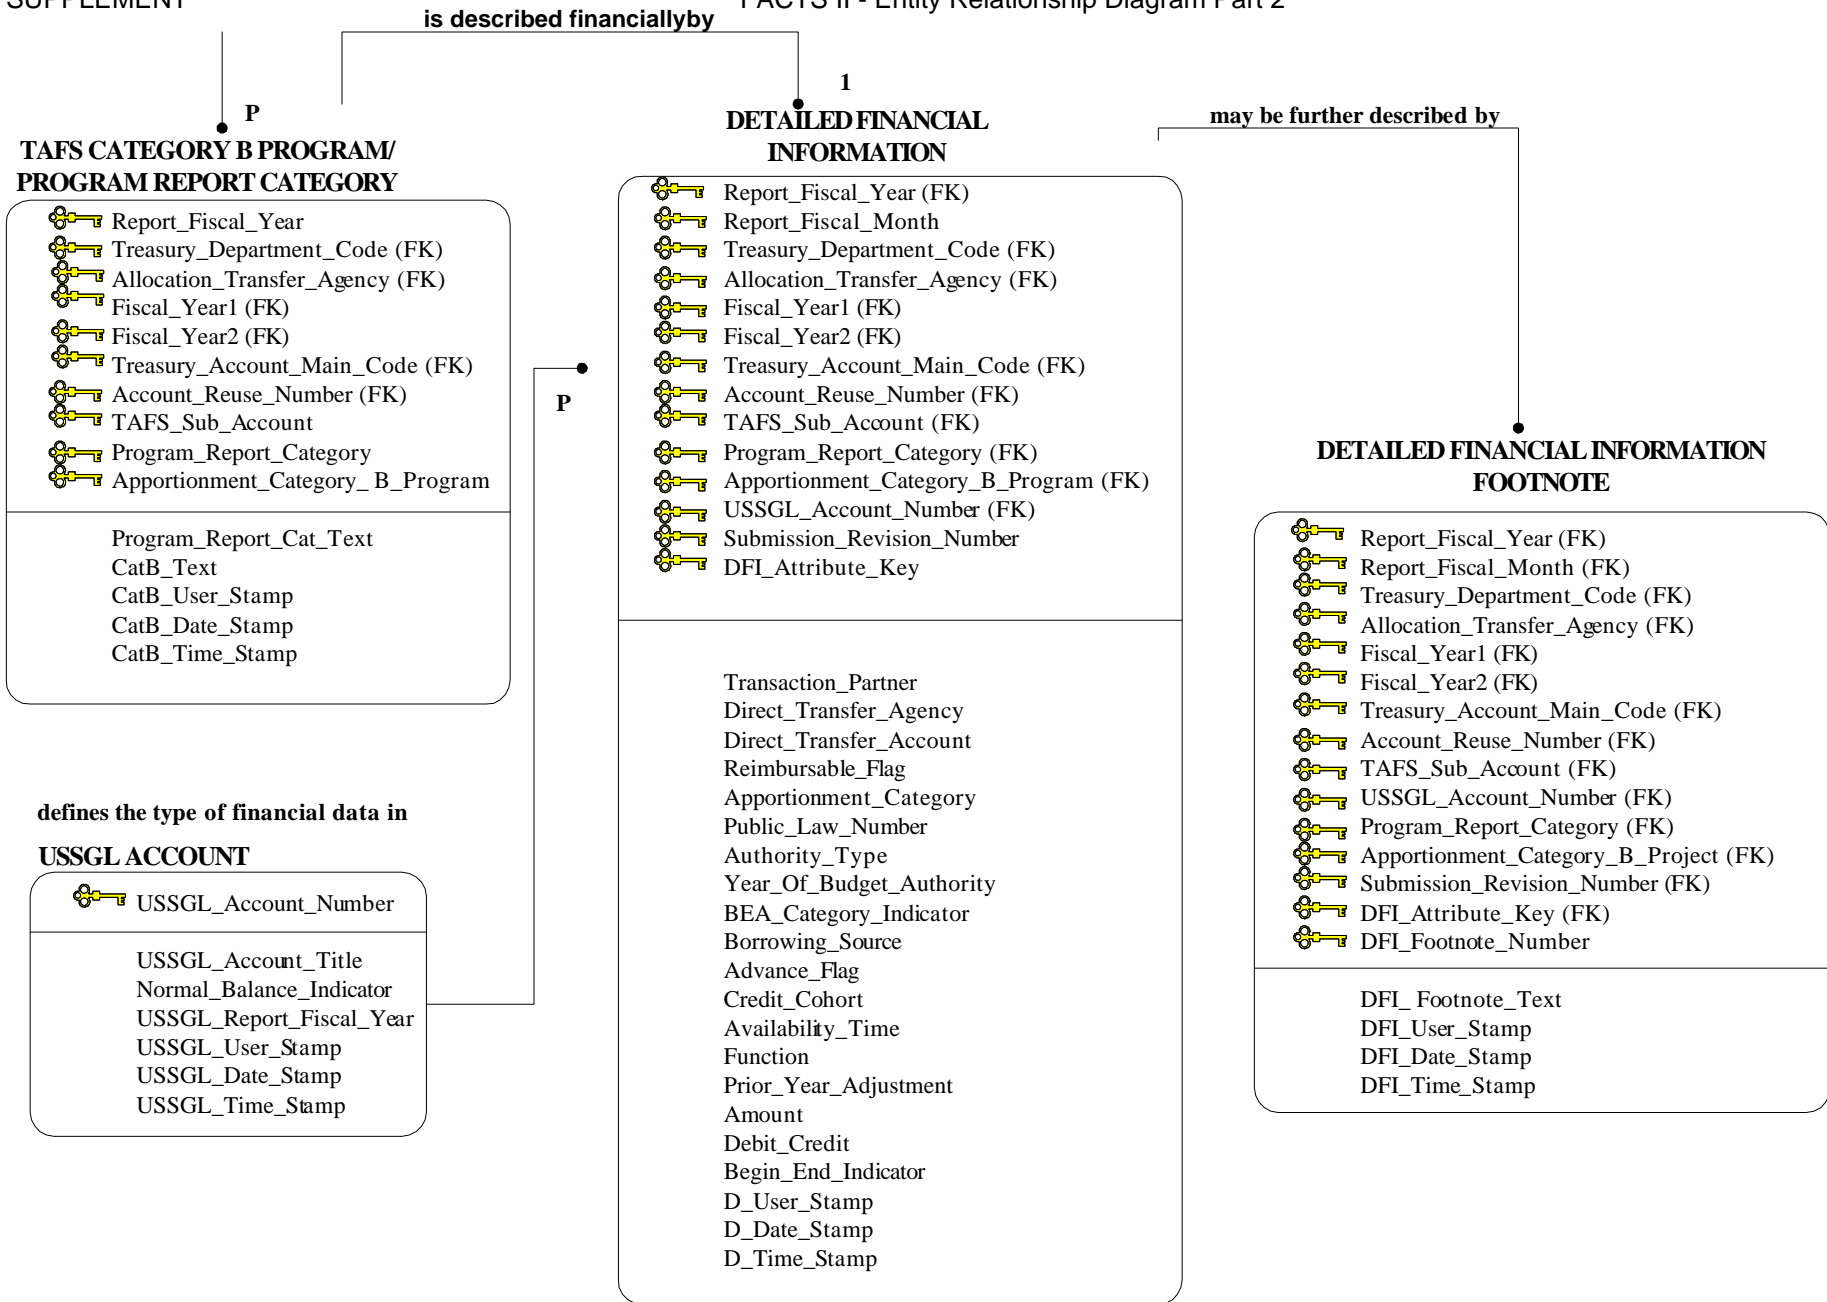 SUPPLEMENT
FACTS II - Entity Relationship Diagram Part 2
is described financiallyby
P
TAFS CATEGORY B PROGRAM/
PROGRAM REPORT CATEGORY
Report_Fiscal_Year
Treasury_Department_Code (FK)
Allocation_Transfer_Agency (FK)
Fiscal_Year1 (FK)
Fiscal_Year2 (FK)
Treasury_Account_Main_Code (FK)
Account_Reuse_Number (FK)
TAFS_Sub_Account
Program_Report_Category
Apportionment_Category_ B_Program
Program_Report_Cat_Text
CatB_Text
CatB_User_Stamp
CatB_Date_Stamp
CatB_Time_Stamp
defines the type of financial data in
USSGL ACCOUNT
USSGL_Account_Number
USSGL_Account_Title
Normal_Balance_Indicator
USSGL_Report_Fiscal_Year
USSGL_User_Stamp
USSGL_Date_Stamp
USSGL_Time_Stamp
P
1
DETAILED FINANCIAL
INFORMATION
Report_Fiscal_Year (FK)
Report_Fiscal_Month
Treasury_Department_Code (FK)
Allocation_Transfer_Agency (FK)
Fiscal_Year1 (FK)
Fiscal_Year2 (FK)
Treasury_Account_Main_Code (FK)
Account_Reuse_Number (FK)
TAFS_Sub_Account (FK)
Program_Report_Category (FK)
Apportionment_Category_B_Program (FK)
USSGL_Account_Number (FK)
Submission_Revision_Number
DFI_Attribute_Key
Transaction_Partner
Direct_Transfer_Agency
Direct_Transfer_Account
Reimbursable_Flag
Apportionment_Category
Public_Law_Number
Authority_Type
Year_Of_Budget_Authority
BEA_Category_Indicator
Borrowing_Source
Advance_Flag
Credit_Cohort
Availability_Time
Function
Prior_Year_Adjustment
Amount
Debit_Credit
Begin_End_Indicator
D_User_Stamp
D_Date_Stamp
D_Time_Stamp
may be further described by
DETAILED FINANCIAL INFORMATION
FOOTNOTE
Report_Fiscal_Year (FK)
Report_Fiscal_Month (FK)
Treasury_Department_Code (FK)
Allocation_Transfer_Agency (FK)
Fiscal_Year1 (FK)
Fiscal_Year2 (FK)
Treasury_Account_Main_Code (FK)
Account_Reuse_Number (FK)
TAFS_Sub_Account (FK)
USSGL_Account_Number (FK)
Program_Report_Category (FK)
Apportionment_Category_B_Project (FK)
Submission_Revision_Number (FK)
DFI_Attribute_Key (FK)
DFI_Footnote_Number
DFI_ Footnote_Text
DFI_User_Stamp
DFI_Date_Stamp
DFI_Time_Stamp